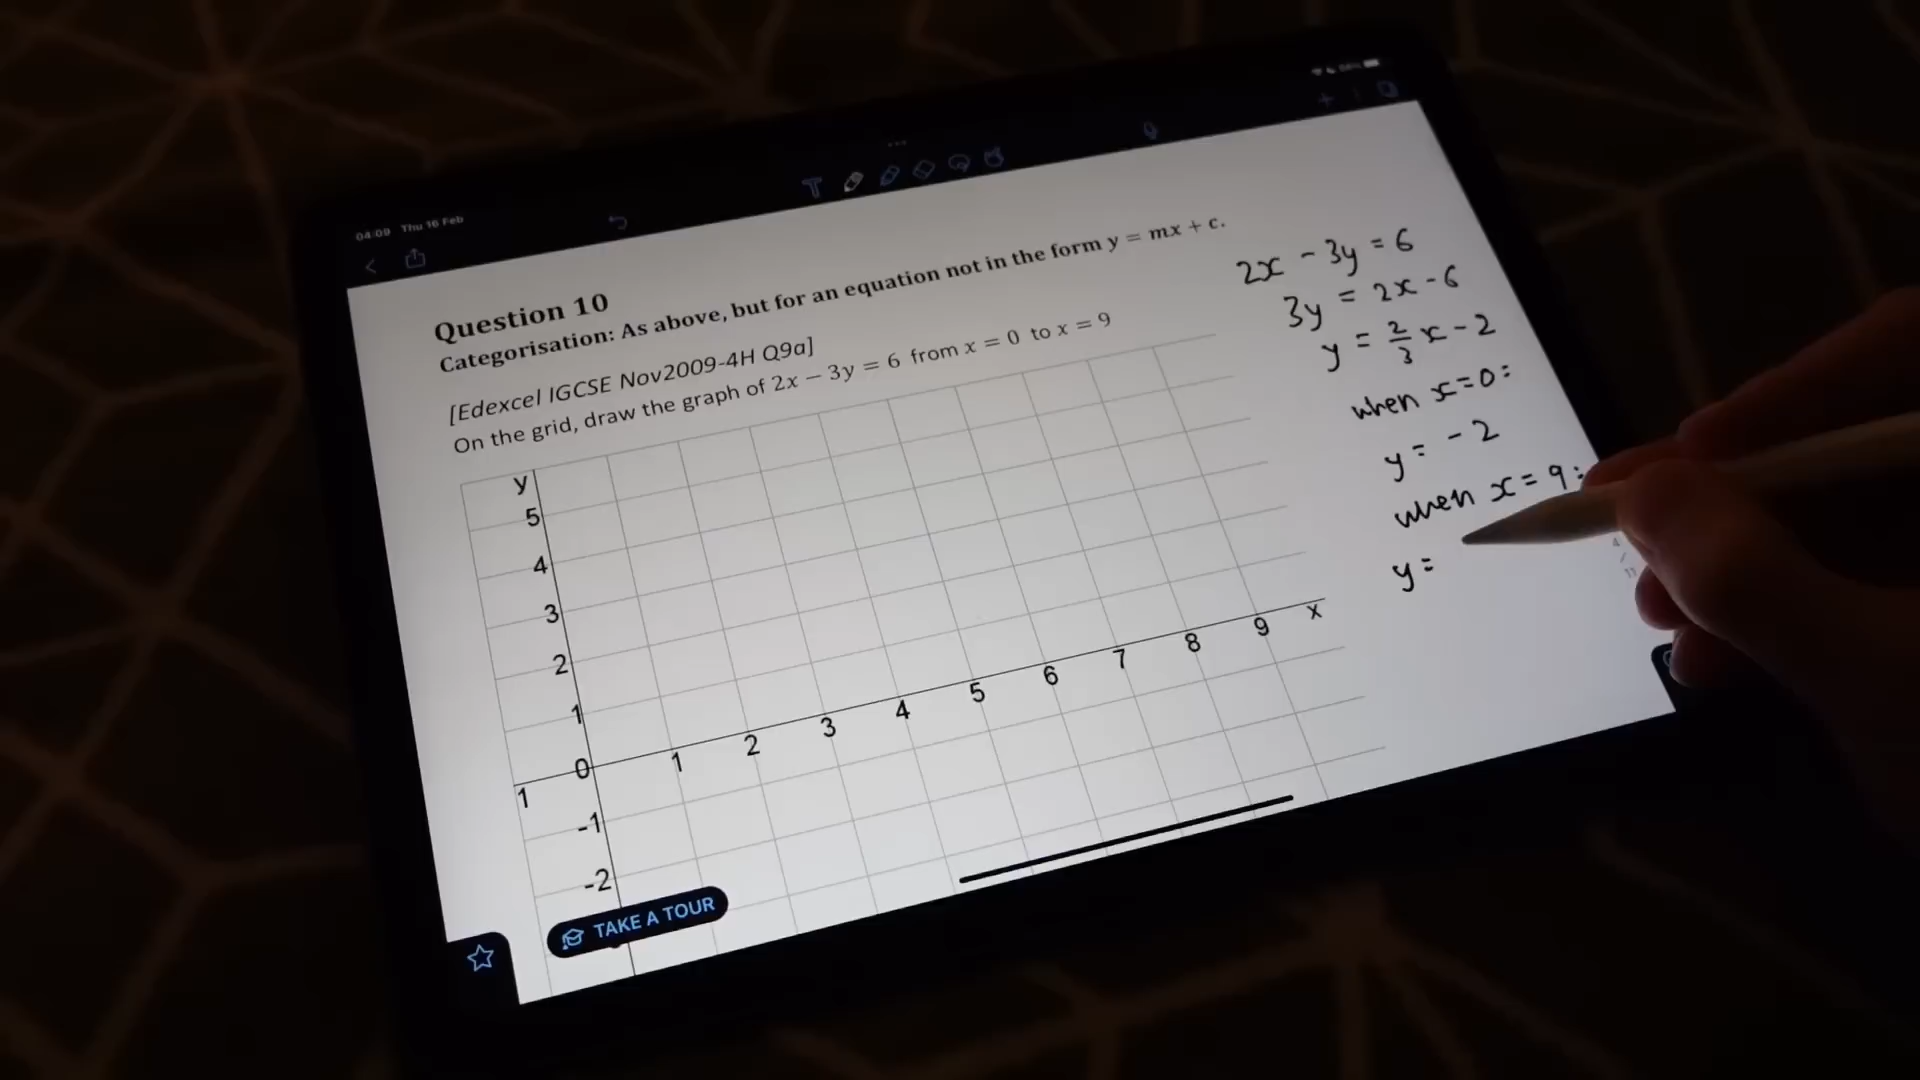 04:09 Thu 16 Feb
Question 10
Categorisation: As above, but for an equation not in the form y = mx + c.
[Edexcel IGCSE Nov2009-4H Q9a]
On the grid, draw the graph of 2x − 3y = 6 from x = 0 to x = 9
y
5
4
3
2
1
0
1
-1
-2
1 2 3 4 5 6 7 8 9 x
2x - 3y = 6
3y = 2x - 6
y = 2/3 x - 2
when x=0:
y = -2
when x = 9:
y =
4
/
11
TAKE A TOUR